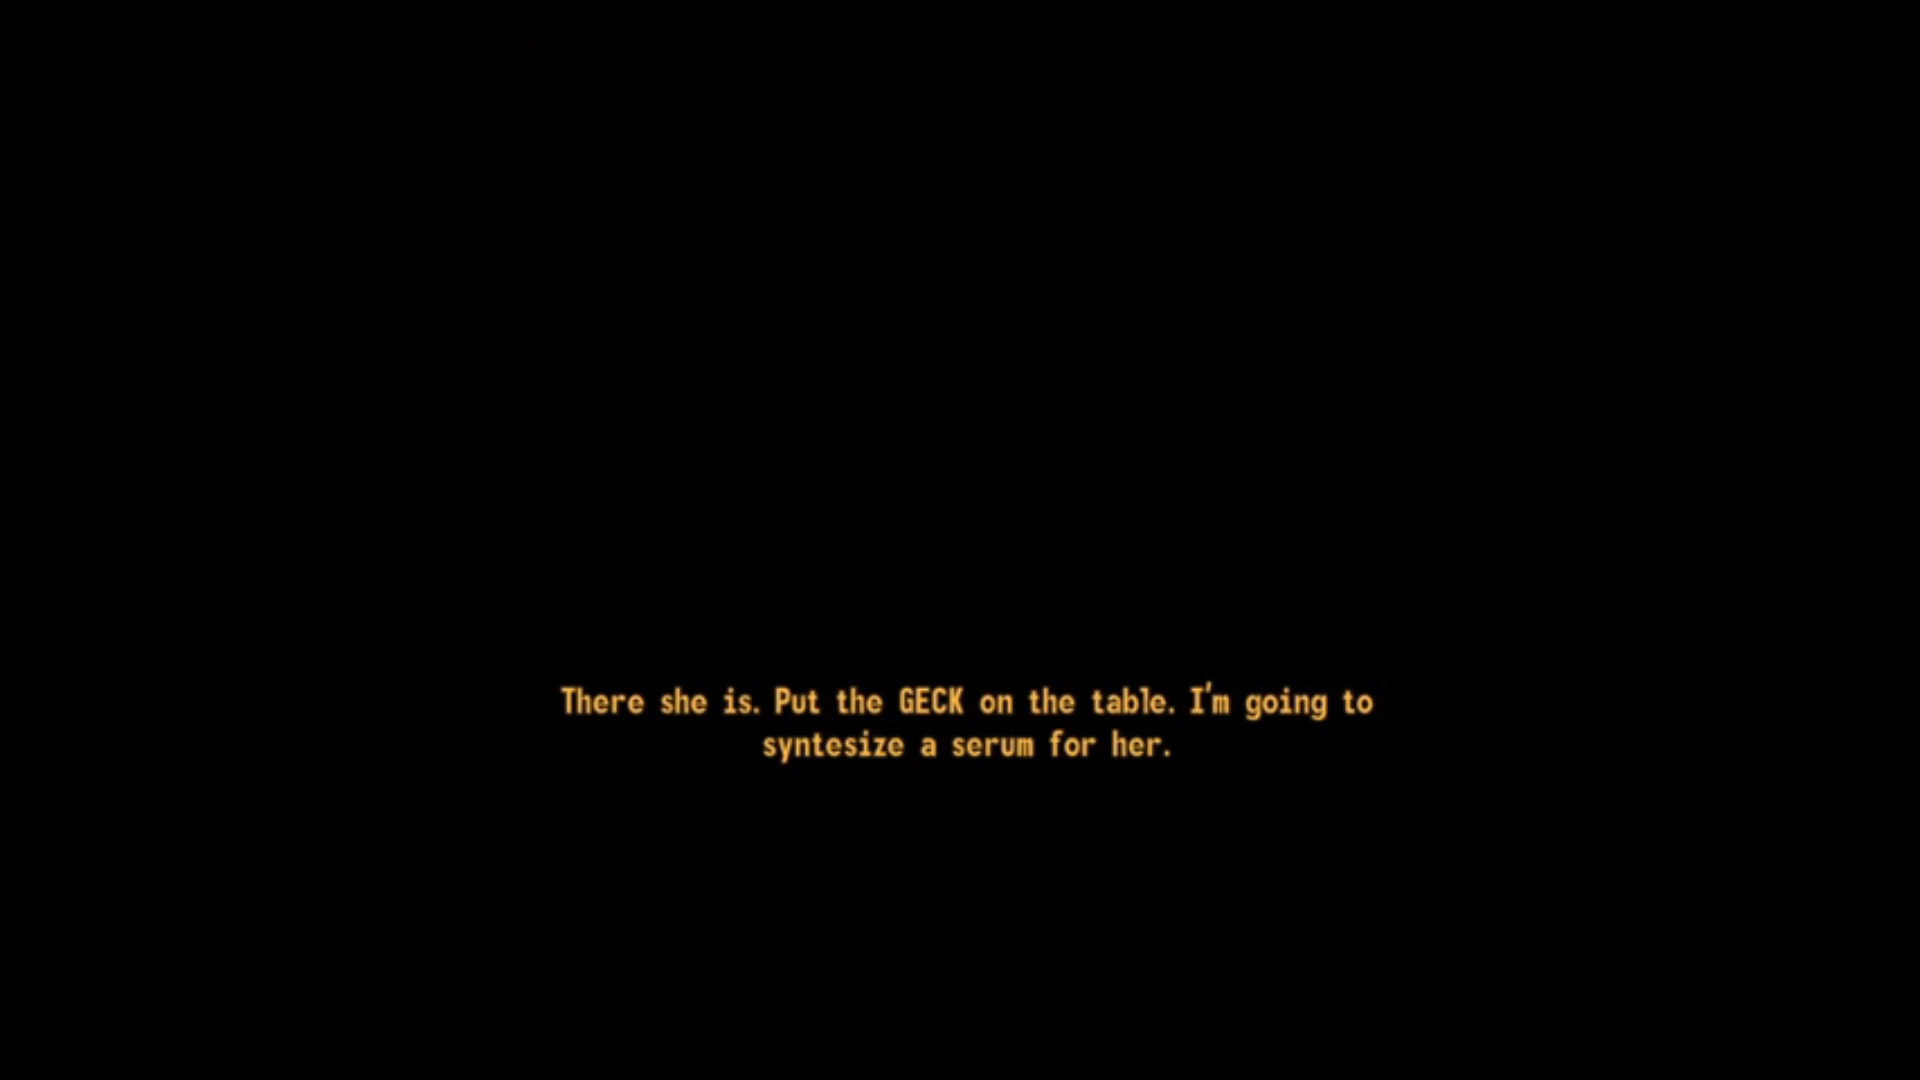 There she is. Put the GECK on the table. I'm going to
syntesize a serum for her.